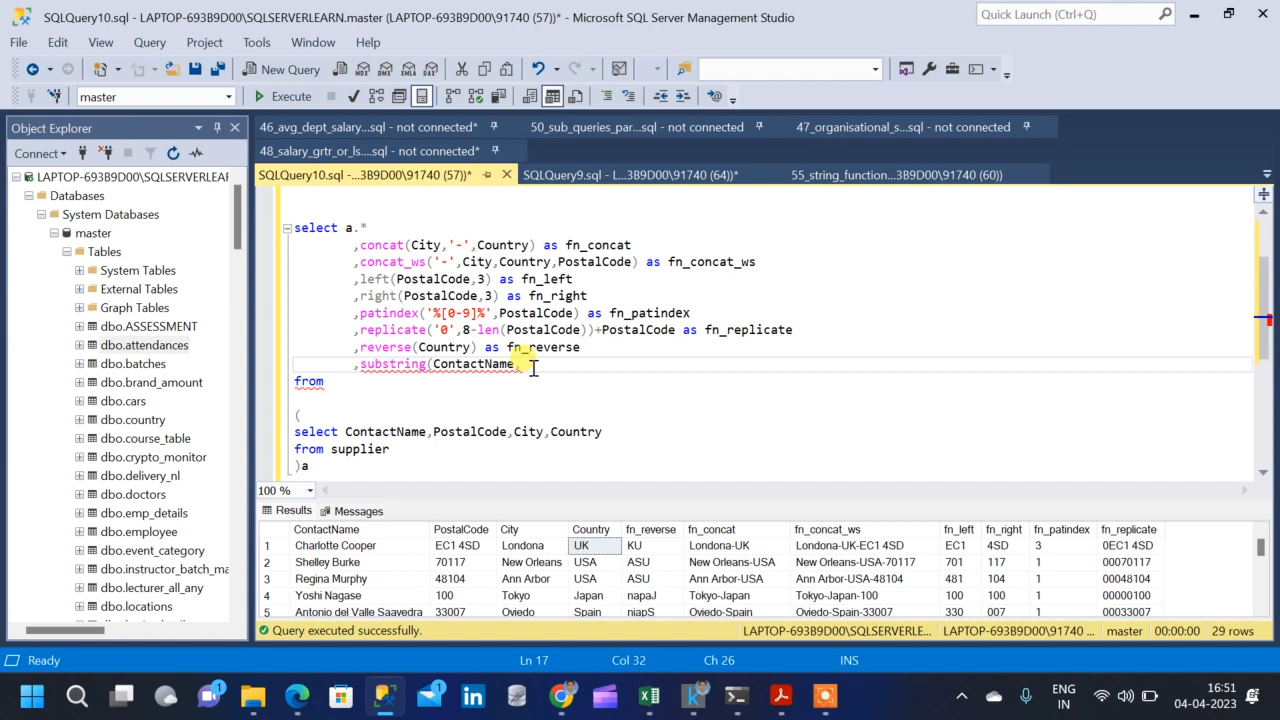 SQLQuery10.sql - LAPTOP-693B9D00\SQLSERVERLEARN.master (LAPTOP-693B9D00\91740 (57))* - Microsoft SQL Server Management Studio
Quick Launch (Ctrl+Q)
File Edit View Query Project Tools Window Help
New Query
MDX DMX XMLA DAX
master
Execute
Object Explorer
Connect
LAPTOP-693B9D00\SQLSERVERLEAR
Databases
System Databases
master
Tables
System Tables
External Tables
Graph Tables
dbo.ASSESSMENT
dbo.attendances
dbo.batches
dbo.brand_amount
dbo.cars
dbo.country
dbo.course_table
dbo.crypto_monitor
dbo.delivery_nl
dbo.doctors
dbo.emp_details
dbo.employee
dbo.event_category
dbo.instructor_batch_ma
dbo.lecturer_all_any
dbo.locations
46_avg_dept_salary...sql - not connected* 50_sub_queries_par...sql - not connected 47_organisational_s...sql - not connected
48_salary_grtr_or_ls....sql - not connected*
SQLQuery10.sql -...3B9D00\91740 (57))* SQLQuery9.sql - L...3B9D00\91740 (64))* 55_string_function...3B9D00\91740 (60))
select a.*
,concat(City,'-',Country) as fn_concat
,concat_ws('-',City,Country,PostalCode) as fn_concat_ws
,left(PostalCode,3) as fn_left
,right(PostalCode,3) as fn_right
,patindex('%[0-9]%',PostalCode) as fn_patindex
,replicate('0',8-len(PostalCode))+PostalCode as fn_replicate
,reverse(Country) as fn_reverse
,substring(ContactName,
from
(
select ContactName,PostalCode,City,Country
from supplier
)a
100 %
Results Messages
ContactName PostalCode City Country fn_reverse fn_concat fn_concat_ws fn_left fn_right fn_patindex fn_replicate
1 Charlotte Cooper EC1 4SD Londona UK KU Londona-UK Londona-UK-EC1 4SD EC1 4SD 3 0EC1 4SD
2 Shelley Burke 70117 New Orleans USA ASU New Orleans-USA New Orleans-USA-70117 701 117 1 00070117
3 Regina Murphy 48104 Ann Arbor USA ASU Ann Arbor-USA Ann Arbor-USA-48104 481 104 1 00048104
4 Yoshi Nagase 100 Tokyo Japan napaJ Tokyo-Japan Tokyo-Japan-100 100 100 1 00000100
5 Antonio del Valle Saavedra 33007 Oviedo Spain niapS Oviedo-Spain Oviedo-Spain-33007 330 007 1 00033007
Query executed successfully. LAPTOP-693B9D00\SQLSERVERLE... LAPTOP-693B9D00\91740 ... master 00:00:00 29 rows
Ready Ln 17 Col 32 Ch 26 INS
1 1
ENG
IN
16:51
04-04-2023